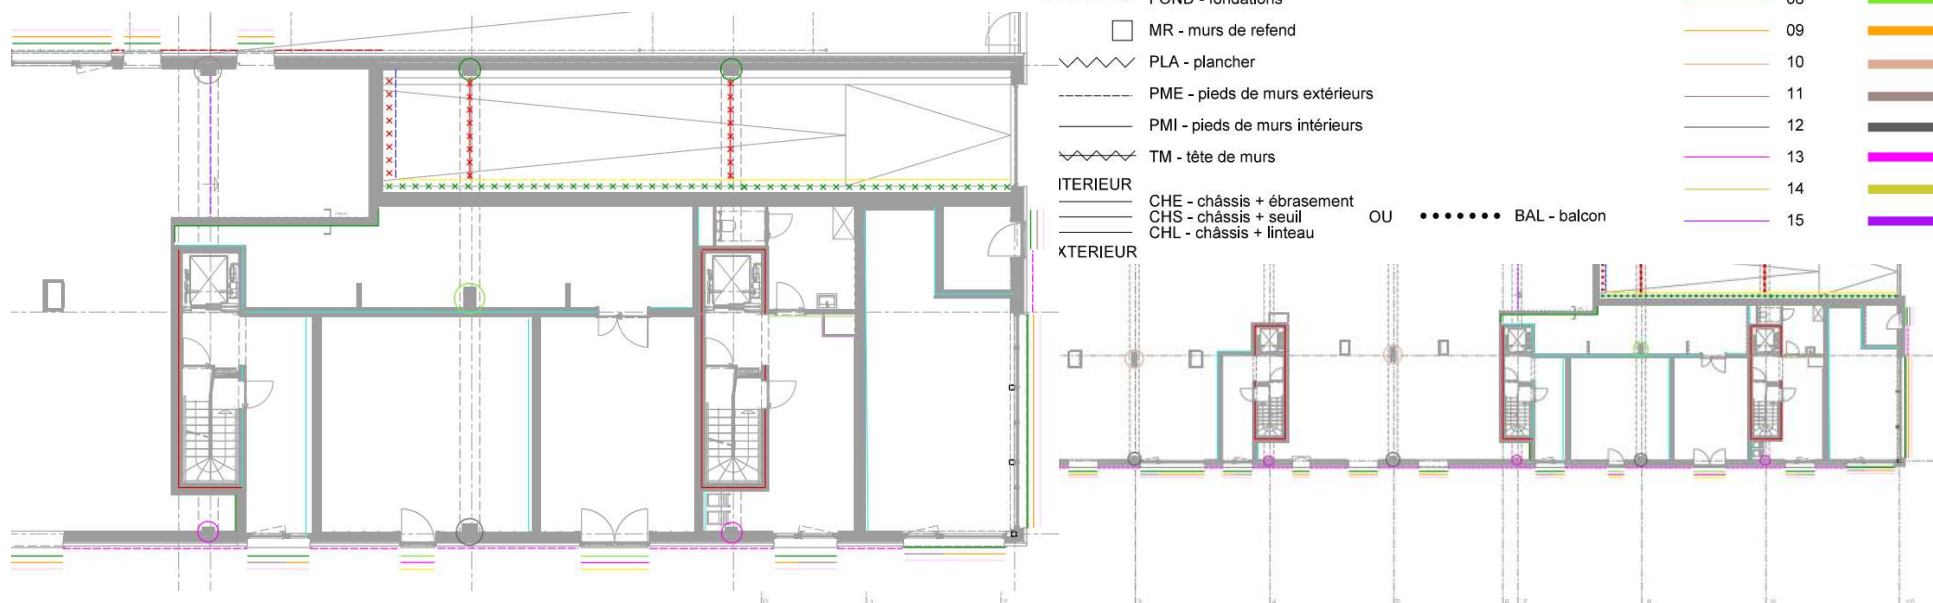 FOND - fondations
08
MR - murs de refend
09
PLA - plancher
10
PME - pieds de murs extérieurs
11
PMI - pieds de murs intérieurs
12
TM - tête de murs
13
ITERIEUR
14
CHE - châssis + ébrasement
CHS - châssis + seuil
OU
BAL - balcon
15
CHL - châssis + linteau
XTERIEUR